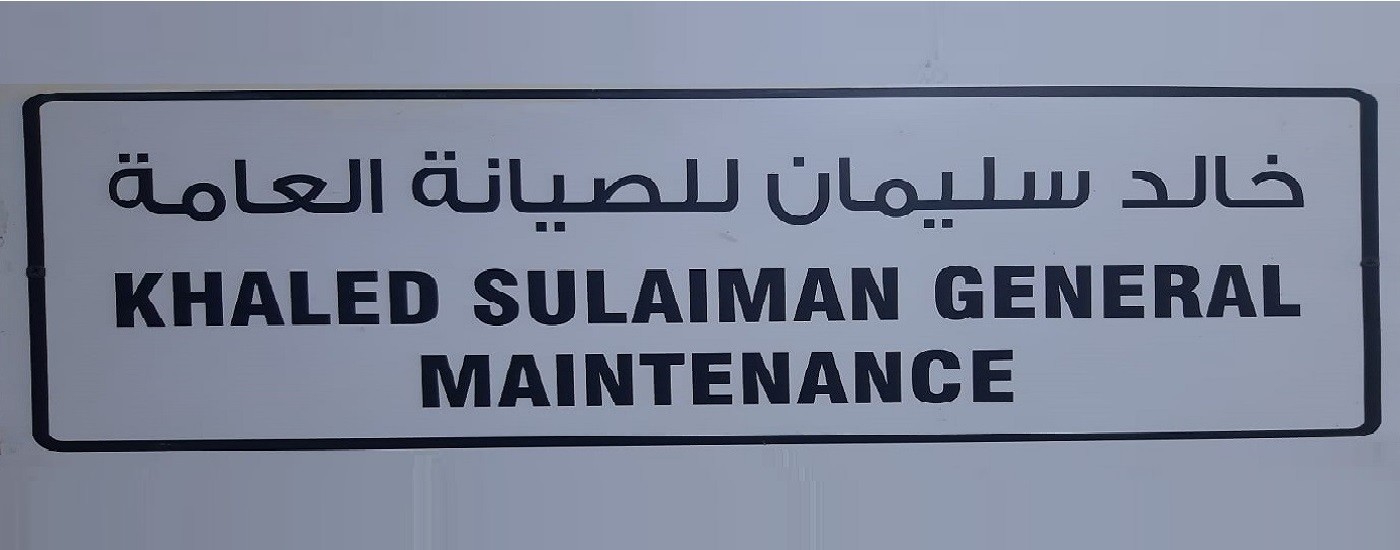 خالد سليمان للصيانة العامة
KHALED SULAIMAN GENERAL
MAINTENANCE